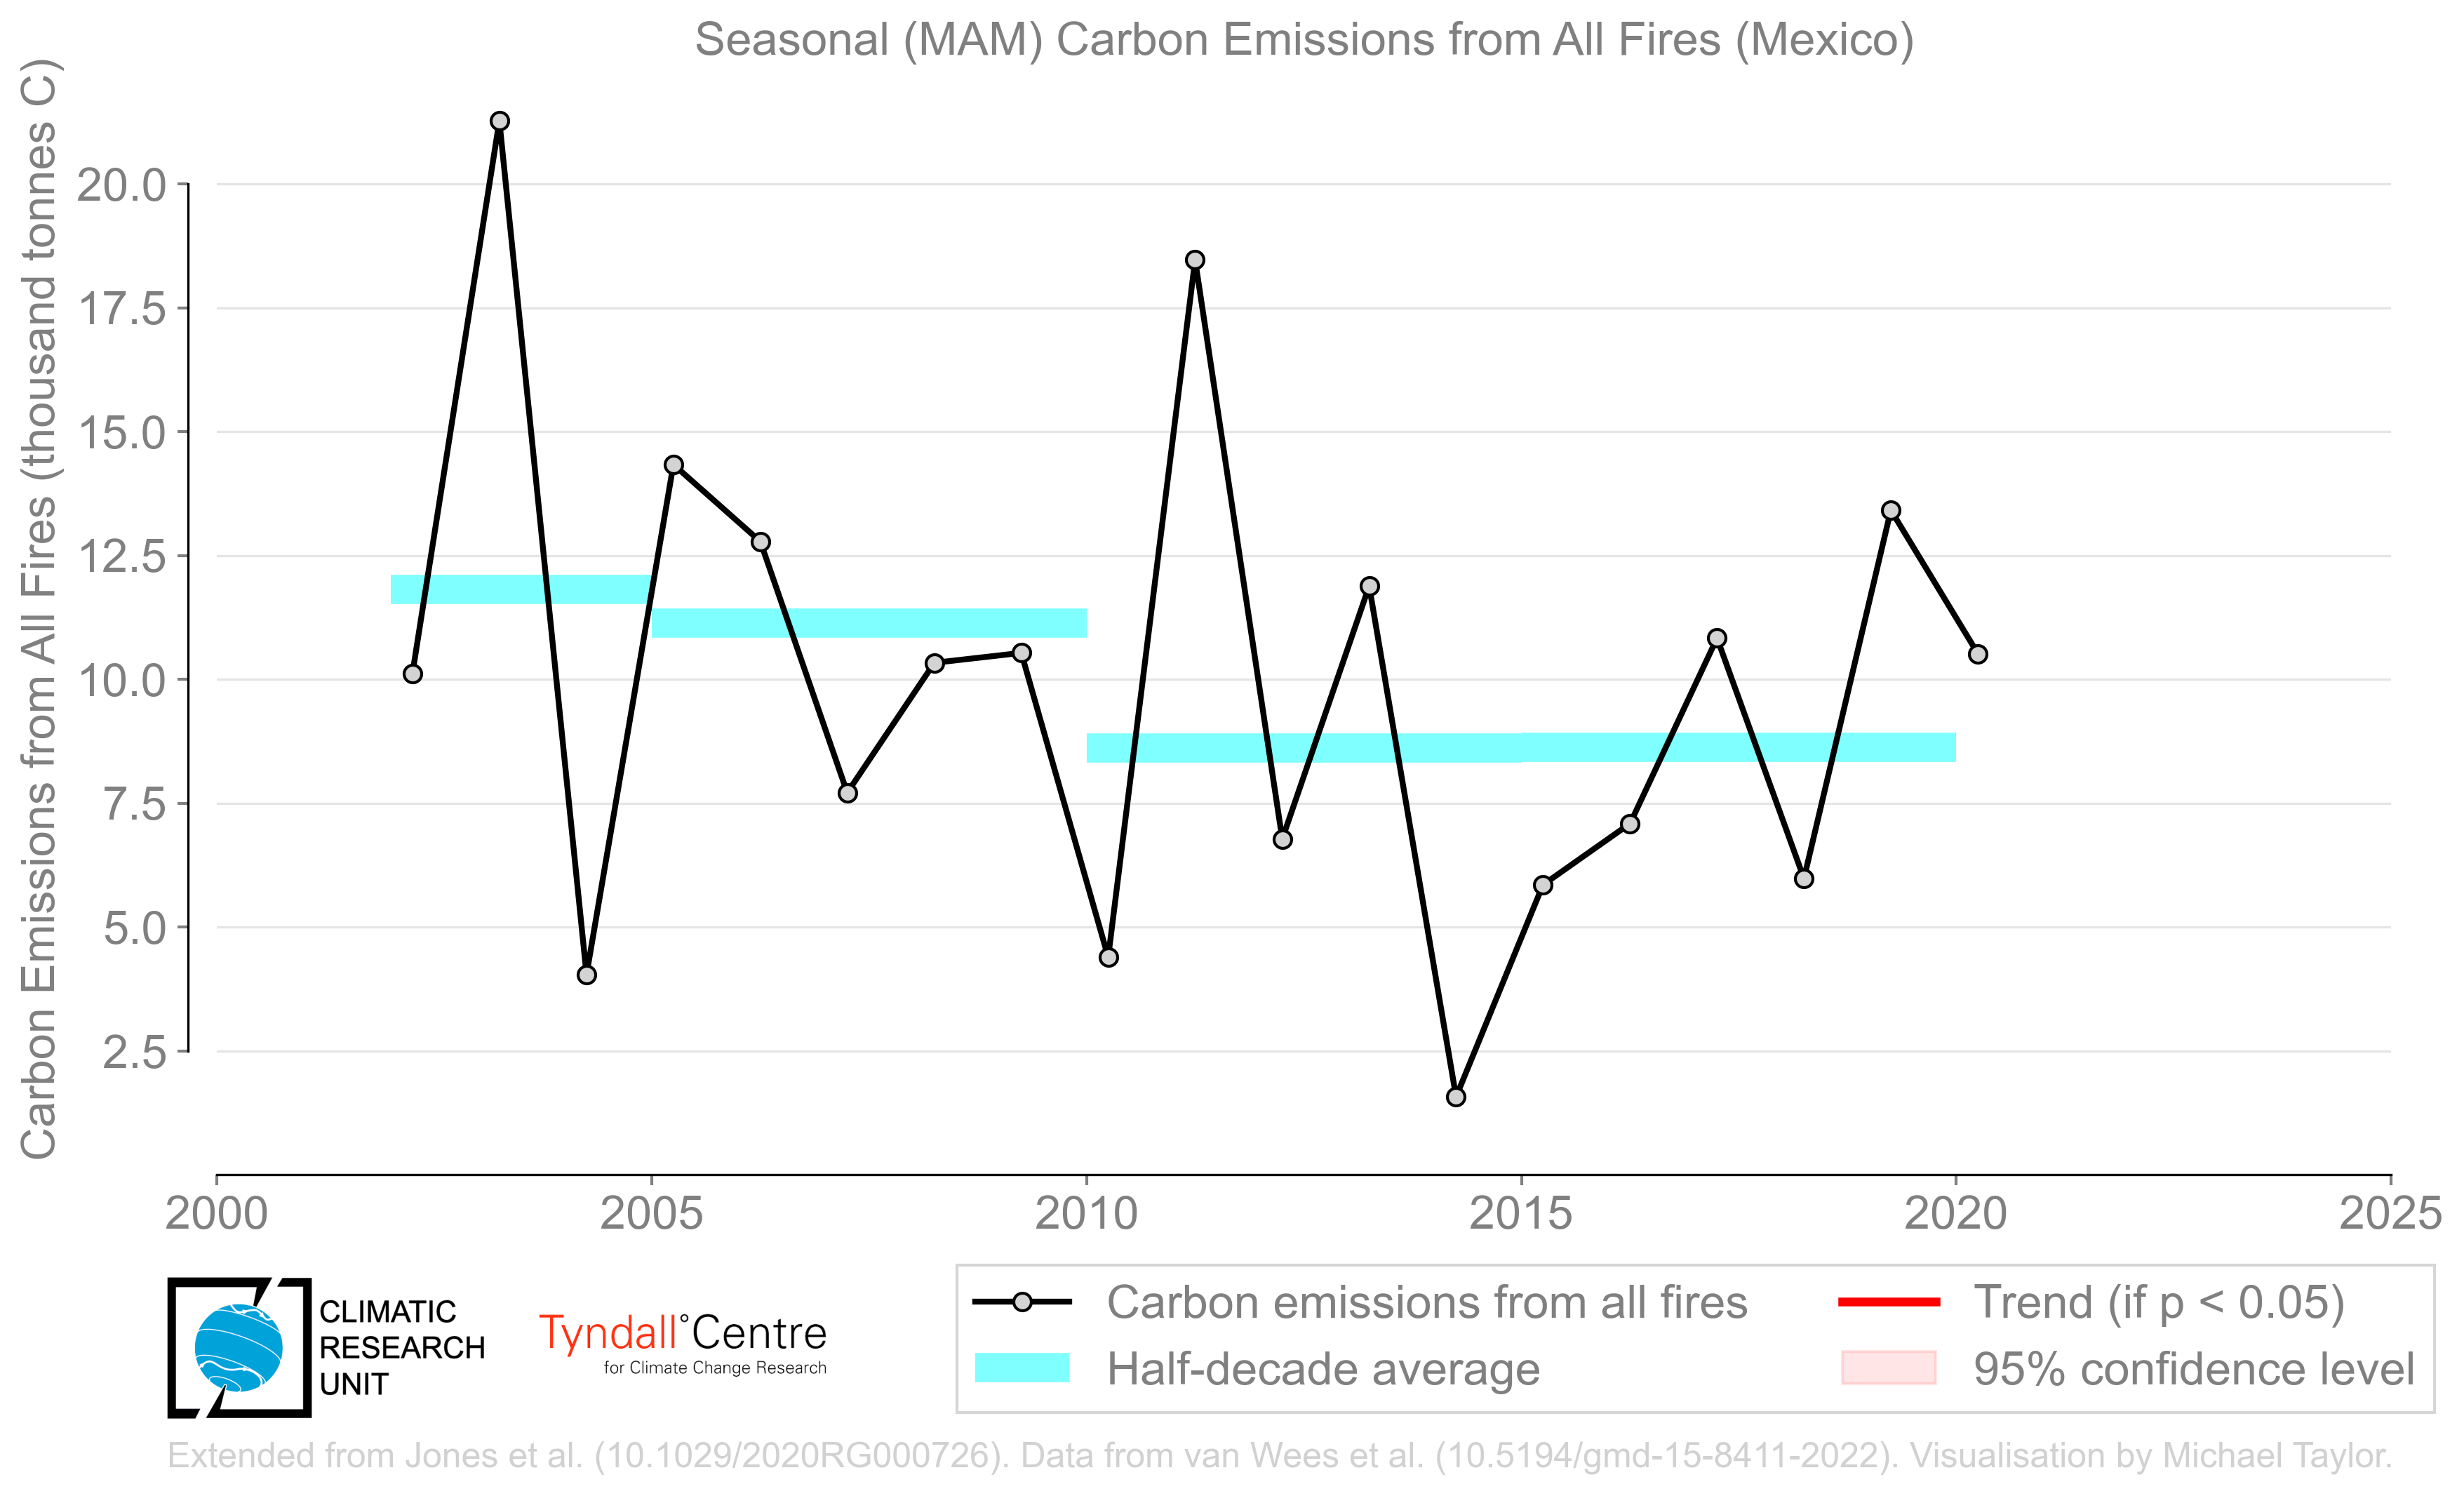 Seasonal (MAM) Carbon Emissions from All Fires (Mexico)
Carbon Emissions from All Fires (thousand tonnes C)
20.0
17.5
15.0
12.5
10.0
7.5
5.0
2.5
2000 2005 2010 2015 2020 2025
CLIMATIC
RESEARCH
UNIT
Tyndall°Centre
for Climate Change Research
Carbon emissions from all fires
Half-decade average
Trend (if p < 0.05)
95% confidence level
Extended from Jones et al. (10.1029/2020RG000726). Data from van Wees et al. (10.5194/gmd-15-8411-2022). Visualisation by Michael Taylor.